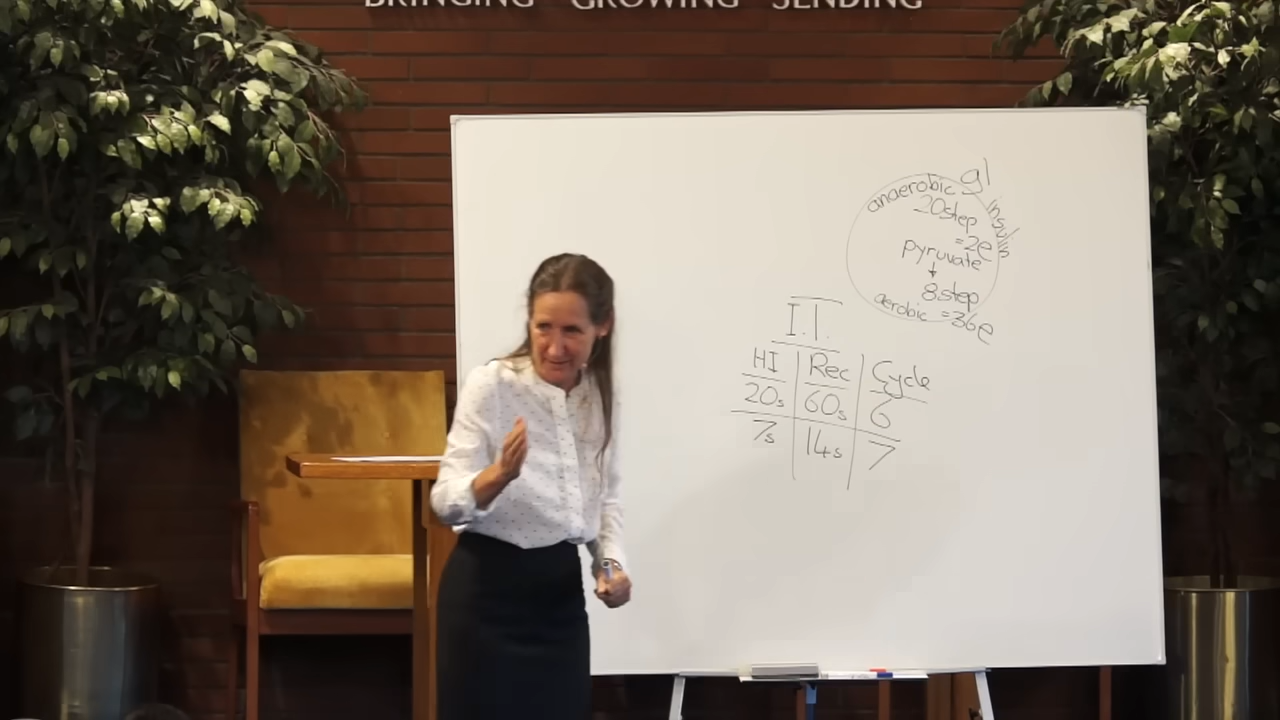 BRINGING GROWING SENDING
anaerobic gl
20step
insulis
=2e
pyruvate
↓
8step
aerobic =36e
I.T.
HI Rec Cycle
20s 60s 6
7s 14s 7